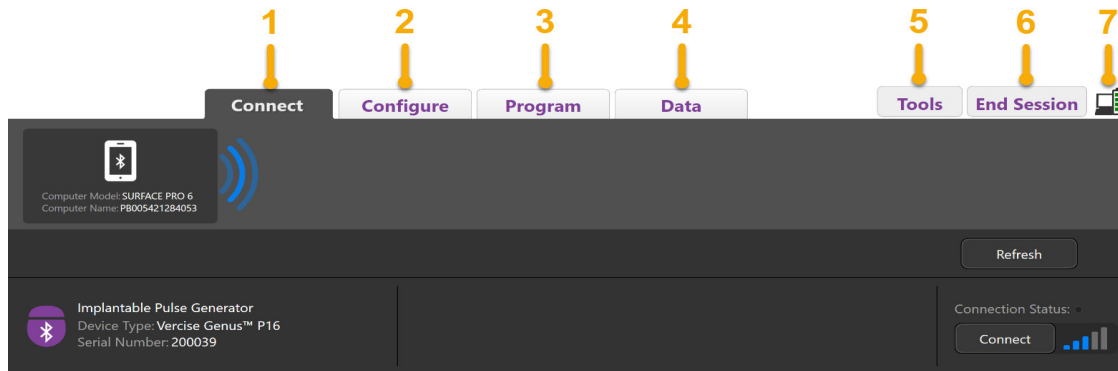 1 2 3 4 5 6 7
Connect Configure Program Data Tools End Session
Computer Model: SURFACE PRO 6
Computer Name: PB005421284053
Refresh
Implantable Pulse Generator
Device Type: Vercise Genus™ P16
Serial Number: 200039
Connection Status:
Connect